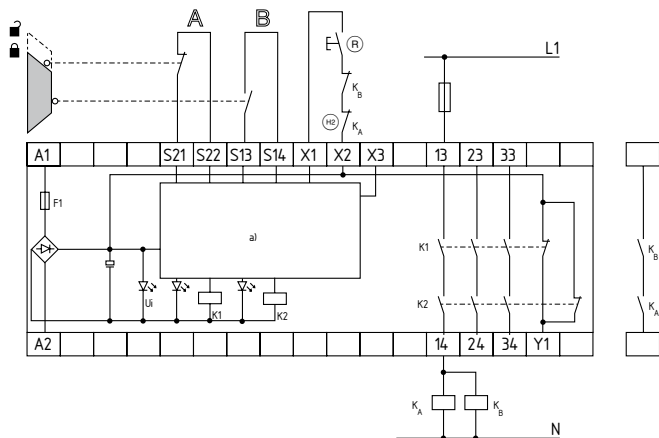 A B
R
L1
K_B
H2
K_A
A1 S21 S22 S13 S14 X1 X2 X3 13 23 33
F1
a)
K1
K_B
Ui
K1 K2
K2
K_A
A2 14 24 34 Y1
K_A K_B
N